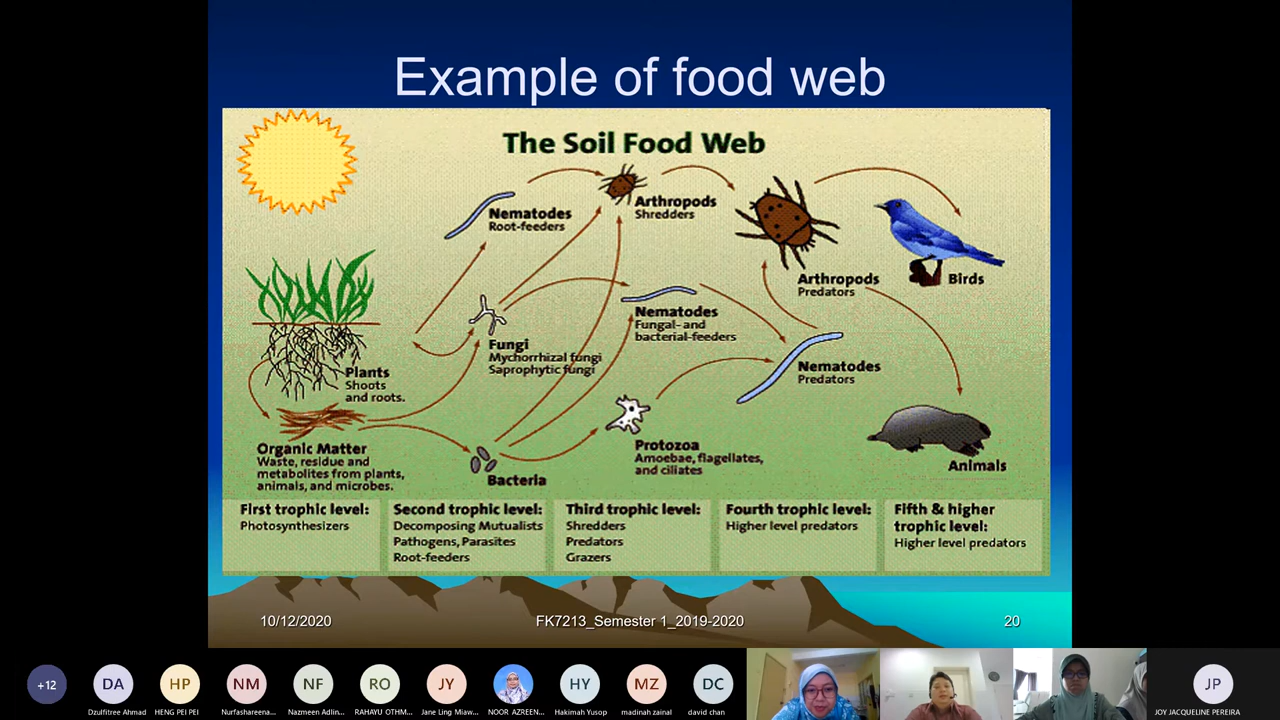 Example of food web
The Soil Food Web
Nematodes
Root-feeders
Arthropods
Shredders
Arthropods
Predators
Birds
Nematodes
Fungal- and
bacterial-feeders
Fungi
Mychorrhizal fungi
Saprophytic fungi
Plants
Shoots
and roots.
Nematodes
Predators
Organic Matter
Waste, residue and
metabolites from plants,
animals, and microbes.
Bacteria
Protozoa
Amoebae, flagellates,
and ciliates
Animals
First trophic level:
Photosynthesizers
Second trophic level:
Decomposing Mutualists
Pathogens, Parasites
Root-feeders
Third trophic level:
Shredders
Predators
Grazers
Fourth trophic level:
Higher level predators
Fifth & higher
trophic level:
Higher level predators
10/12/2020
FK7213_Semester 1_2019-2020
20
+12
DA
HP
NM
NF
RO
JY
HY
MZ
DC
JP
Dzulfitree Ahmad
HENG PEI PEI
Nurfashareena...
Nazmeen Adlin...
RAHAYU OTHM...
Jane Ling Miaw...
NOOR AZREEN...
Hakimah Yusop
madinah zainal
david chan
JOY JACQUELINE PEREIRA